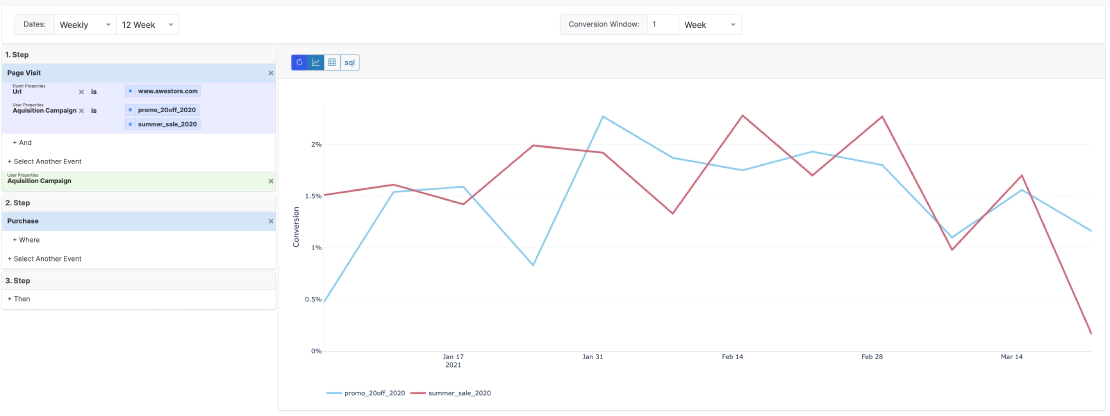 Dates: Weekly 12 Week Conversion Window: 1 Week
1. Step
Page Visit ×
Event Properties
Url × is × www.awestore.com
User Properties
Aquisition Campaign × is × promo_20off_2020
× summer_sale_2020
+ And
+ Select Another Event
User Properties
Aquisition Campaign ×
2. Step
Purchase ×
+ Where
+ Select Another Event
3. Step
+ Then
sql
Conversion
2%
1.5%
1%
0.5%
0%
Jan 17 Jan 31 Feb 14 Feb 28 Mar 14
2021
promo_20off_2020 summer_sale_2020